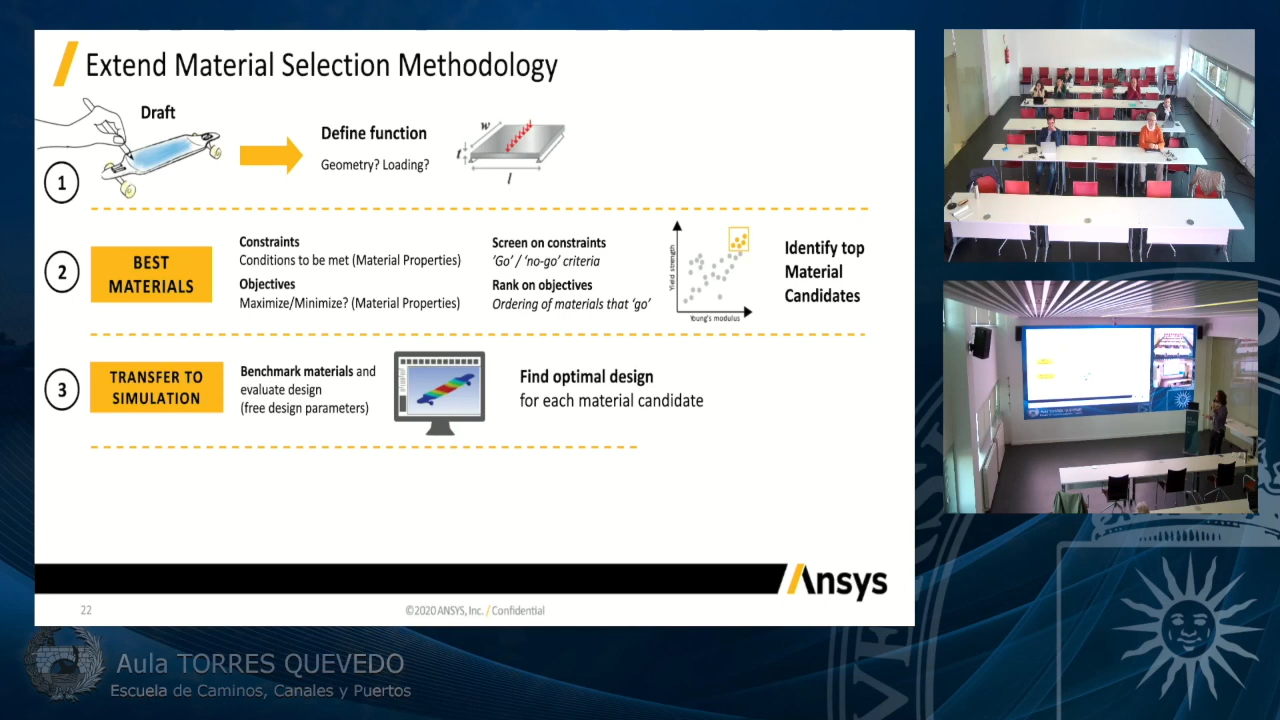 Extend Material Selection Methodology
Draft
Define function
Geometry? Loading?
w
t
l
1
2
BEST
MATERIALS
Constraints
Conditions to be met (Material Properties)
Objectives
Maximize/Minimize? (Material Properties)
Screen on constraints
‘Go’ / ‘no-go’ criteria
Rank on objectives
Ordering of materials that ‘go’
Yield strength
Young's modulus
Identify top
Material
Candidates
3
TRANSFER TO
SIMULATION
Benchmark materials and
evaluate design
(free design parameters)
Find optimal design
for each material candidate
Ansys
22
©2020 ANSYS, Inc. / Confidential
Aula TORRES QUEVEDO
Escuela de Caminos, Canales y Puertos
Aula TORRES QUEVEDO